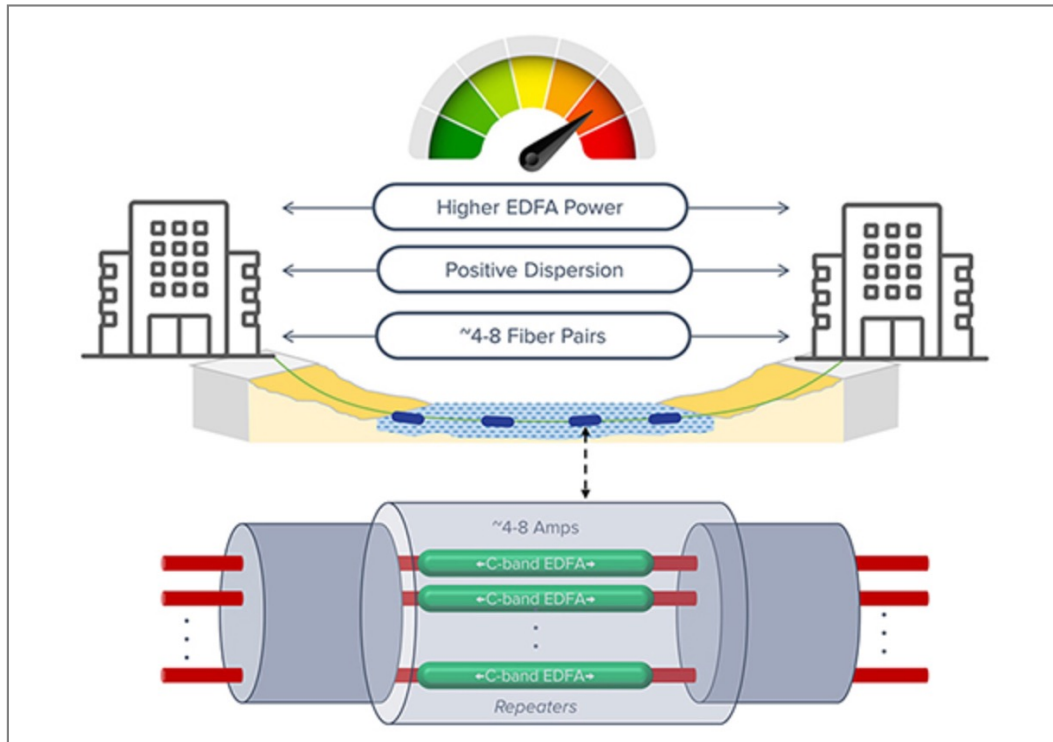 Higher EDFA Power
Positive Dispersion
~4-8 Fiber Pairs
~4-8 Amps
C-band EDFA
C-band EDFA
C-band EDFA
Repeaters